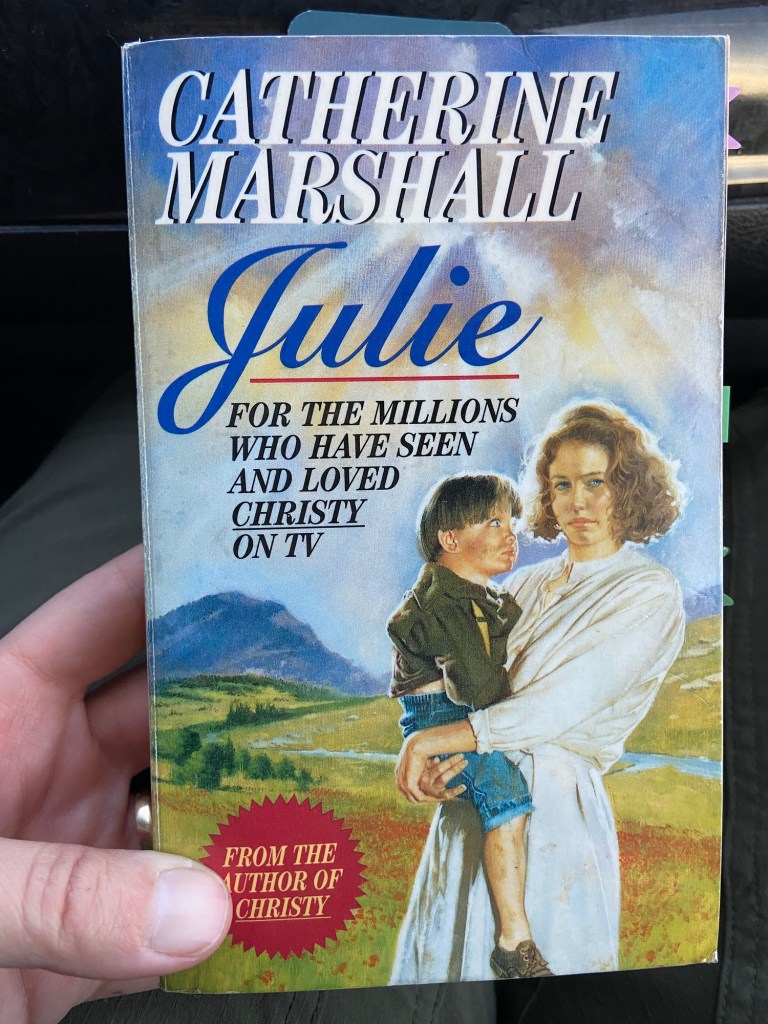 CATHERINE
MARSHALL
Julie
FOR THE MILLIONS
WHO HAVE SEEN
AND LOVED
CHRISTY
ON TV
FROM THE
AUTHOR OF
CHRISTY